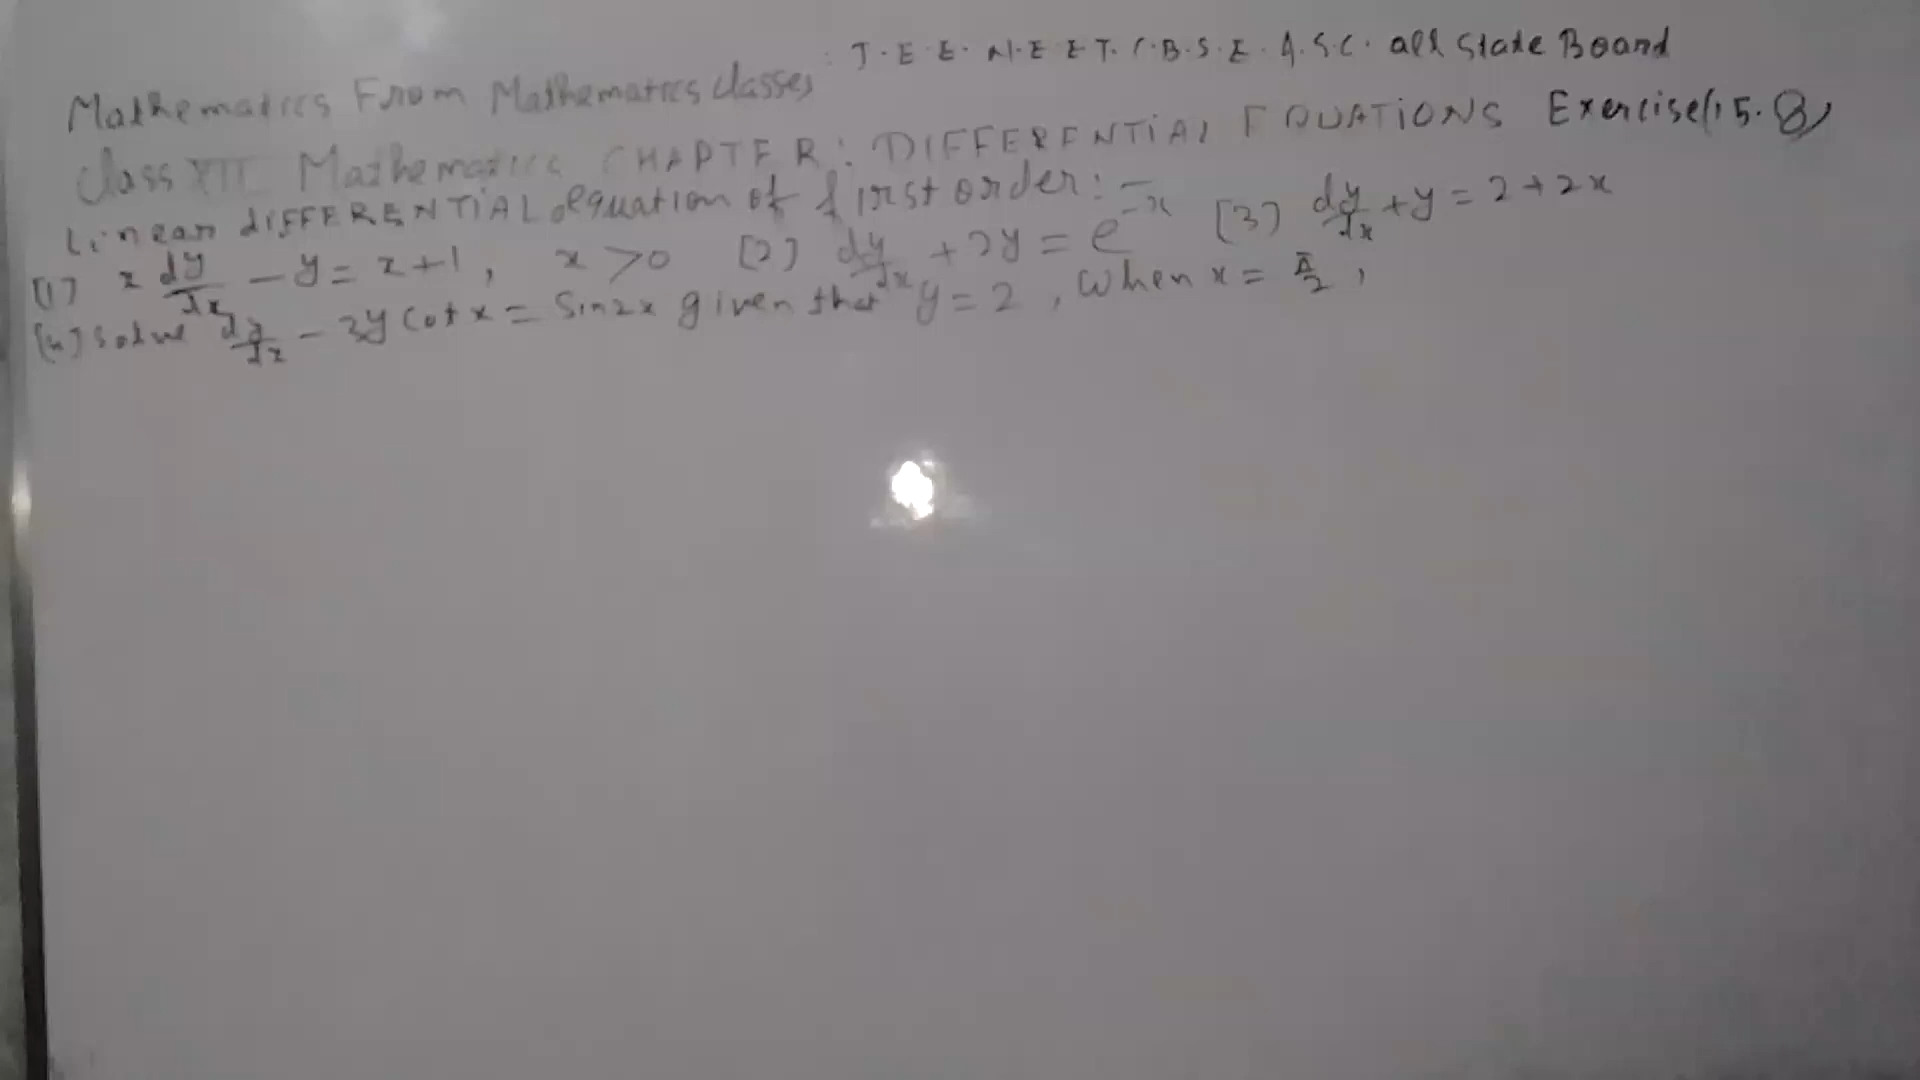 J.E.E. N.E.E.T. C.B.S.E. I.S.C. all State Board
Mathematics From Mathematics classes
Class XII Mathematics CHAPTER: DIFFERENTIAL EQUATIONS Exercise(15.8)
Linear DIFFERENTIAL equation of first order:-
(1) x dy/dx - y = x+1, x > 0 (2) dy/dx + 2y = e^-x (3) dy/dx + y = 2+2x
(4) Solve dy/dx - 3y cot x = Sin2x given that y = 2, when x = π/2,